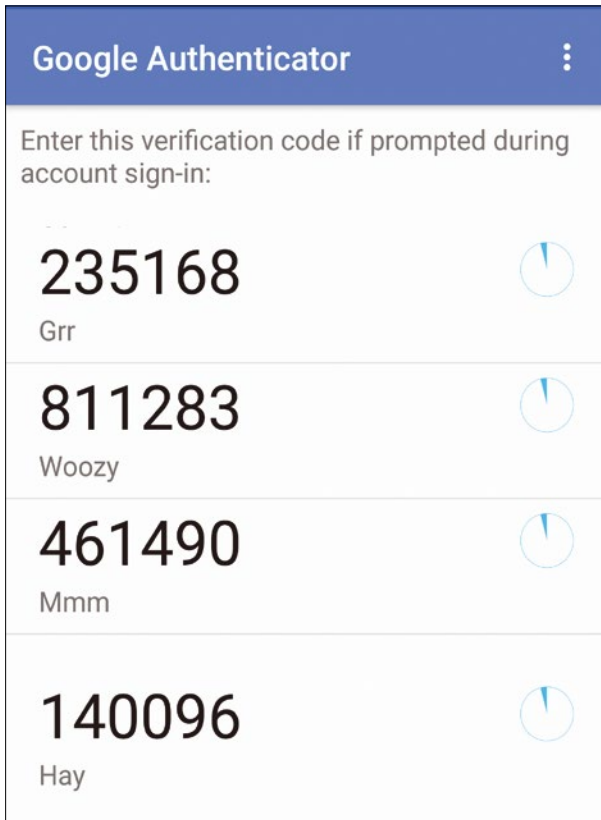 Google Authenticator
Enter this verification code if prompted during
account sign-in:
235168
Grr
811283
Woozy
461490
Mmm
140096
Hay